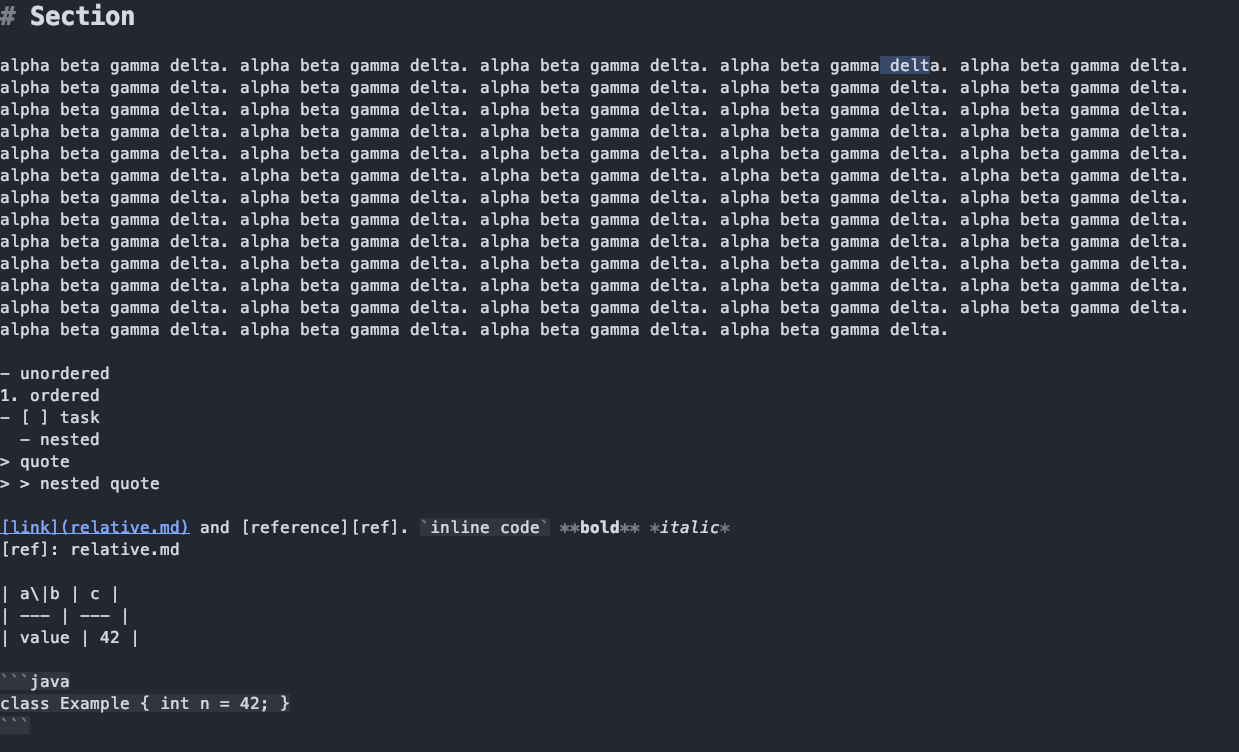 # Section
alpha beta gamma delta. alpha beta gamma delta. alpha beta gamma delta. alpha beta gamma delta. alpha beta gamma delta.
alpha beta gamma delta. alpha beta gamma delta. alpha beta gamma delta. alpha beta gamma delta. alpha beta gamma delta.
alpha beta gamma delta. alpha beta gamma delta. alpha beta gamma delta. alpha beta gamma delta. alpha beta gamma delta.
alpha beta gamma delta. alpha beta gamma delta. alpha beta gamma delta. alpha beta gamma delta. alpha beta gamma delta.
alpha beta gamma delta. alpha beta gamma delta. alpha beta gamma delta. alpha beta gamma delta. alpha beta gamma delta.
alpha beta gamma delta. alpha beta gamma delta. alpha beta gamma delta. alpha beta gamma delta. alpha beta gamma delta.
alpha beta gamma delta. alpha beta gamma delta. alpha beta gamma delta. alpha beta gamma delta. alpha beta gamma delta.
alpha beta gamma delta. alpha beta gamma delta. alpha beta gamma delta. alpha beta gamma delta. alpha beta gamma delta.
alpha beta gamma delta. alpha beta gamma delta. alpha beta gamma delta. alpha beta gamma delta. alpha beta gamma delta.
alpha beta gamma delta. alpha beta gamma delta. alpha beta gamma delta. alpha beta gamma delta. alpha beta gamma delta.
alpha beta gamma delta. alpha beta gamma delta. alpha beta gamma delta. alpha beta gamma delta. alpha beta gamma delta.
alpha beta gamma delta. alpha beta gamma delta. alpha beta gamma delta. alpha beta gamma delta. alpha beta gamma delta.
alpha beta gamma delta. alpha beta gamma delta. alpha beta gamma delta. alpha beta gamma delta.
- unordered
1. ordered
- [ ] task
  - nested
> quote
> > nested quote
[link](relative.md) and [reference][ref]. `inline code` **bold** *italic*
[ref]: relative.md
| a\|b | c |
| --- | --- |
| value | 42 |
```java
class Example { int n = 42; }
```